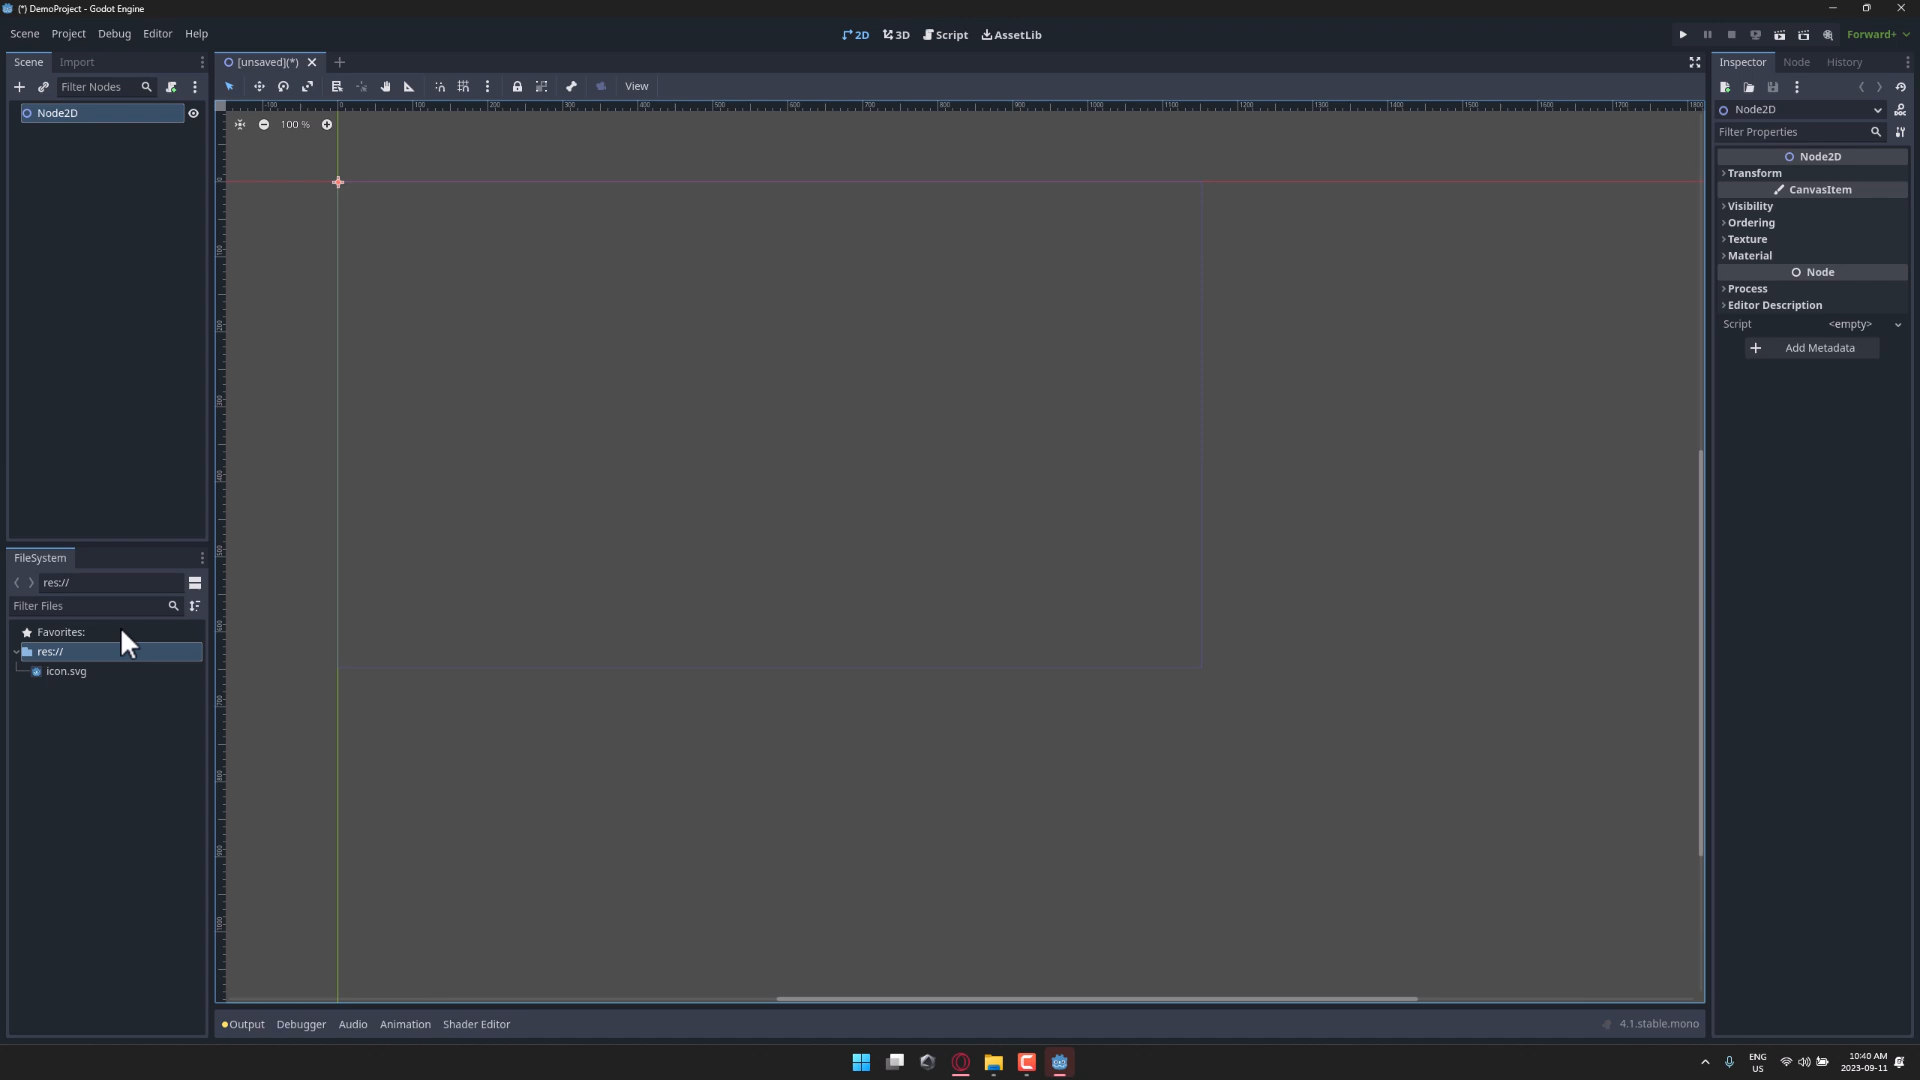 (*) DemoProject - Godot Engine
Scene Project Debug Editor Help
2D 3D Script AssetLib
Forward+
Scene Import
[unsaved](*)
Inspector Node History
Filter Nodes
View
Node2D
Node2D
100 %
Filter Properties
Node2D
Transform
CanvasItem
Visibility
Ordering
Texture
Material
Node
Process
Editor Description
Script <empty>
Add Metadata
FileSystem
res://
Filter Files
Favorites:
res://
icon.svg
Output Debugger Audio Animation Shader Editor
4.1.stable.mono
ENG
US
10:40 AM
2023-09-11